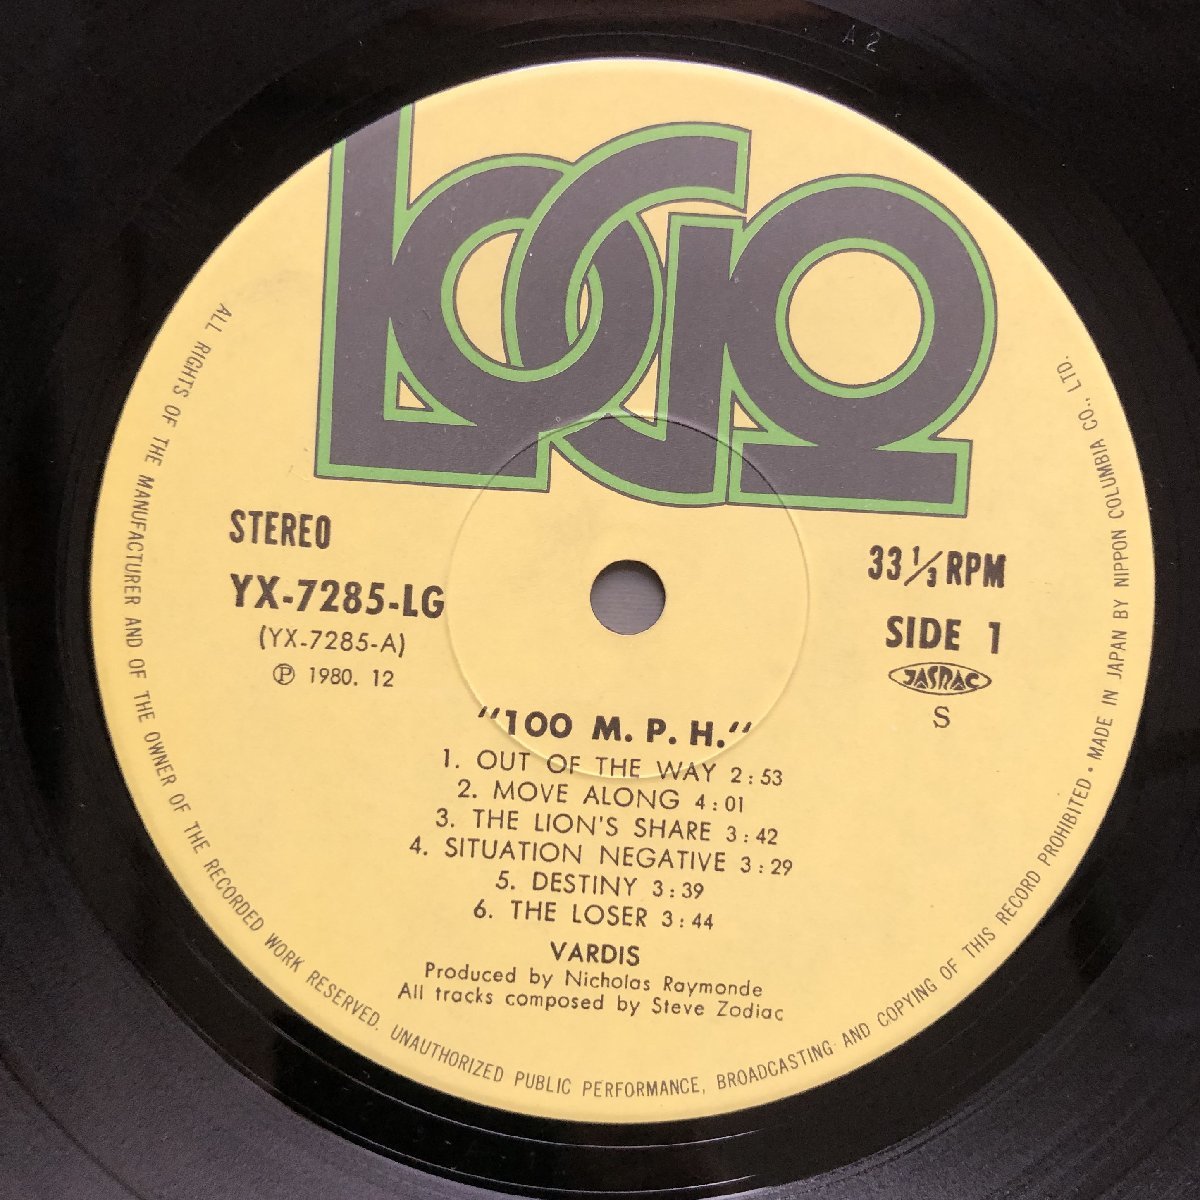 A 2
LOGO
STEREO
YX-7285-LG
(YX-7285-A)
Ⓟ 1980. 12
33 1/3 RPM
SIDE 1
JASRAC
S
"100 M. P. H."
1. OUT OF THE WAY 2:53
2. MOVE ALONG 4:01
3. THE LION'S SHARE 3:42
4. SITUATION NEGATIVE 3:29
5. DESTINY 3:39
6. THE LOSER 3:44
VARDIS
Produced by Nicholas Raymonde
All tracks composed by Steve Zodiac
ALL RIGHTS OF THE MANUFACTURER AND OF THE OWNER OF THE RECORDED WORK RESERVED. UNAUTHORIZED PUBLIC PERFORMANCE, BROADCASTING AND COPYING OF THIS RECORD PROHIBITED • MADE IN JAPAN BY NIPPON COLUMBIA CO., LTD.